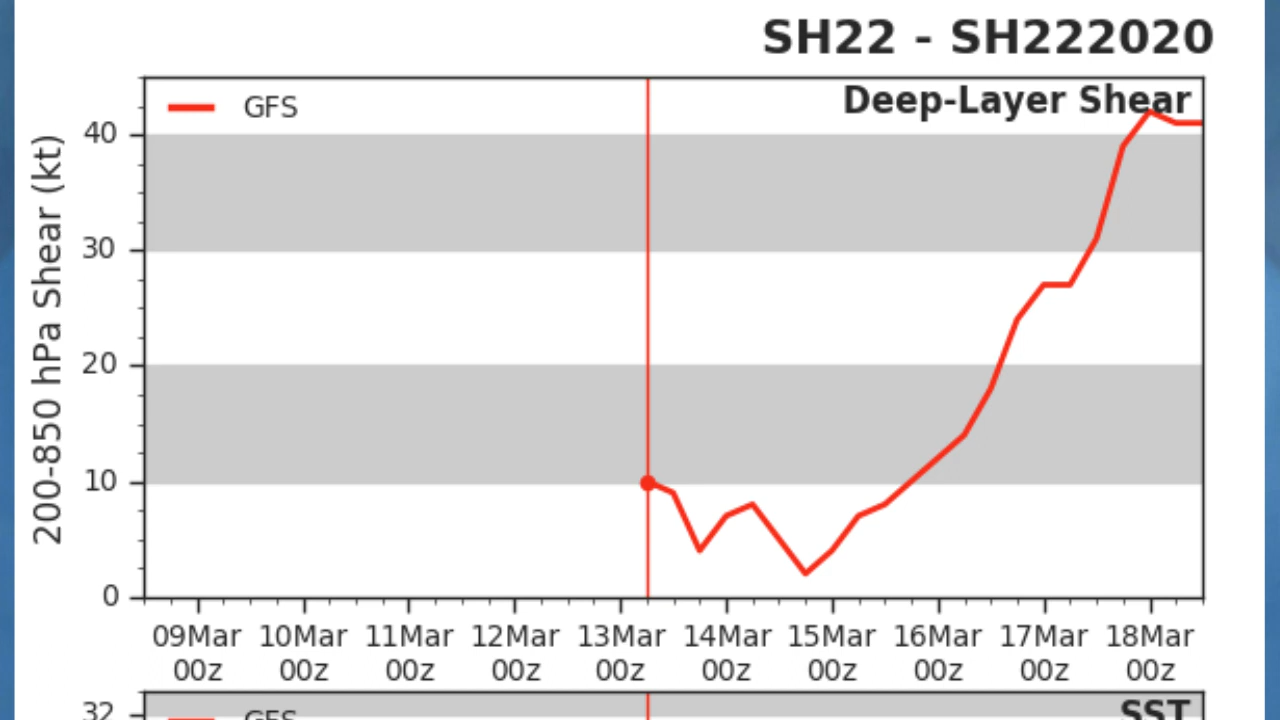 SH22 - SH222020
GFS
Deep-Layer Shear
200-850 hPa Shear (kt)
40
30
20
10
0
09Mar 10Mar 11Mar 12Mar 13Mar 14Mar 15Mar 16Mar 17Mar 18Mar
00z 00z 00z 00z 00z 00z 00z 00z 00z 00z
32
GFS
SST